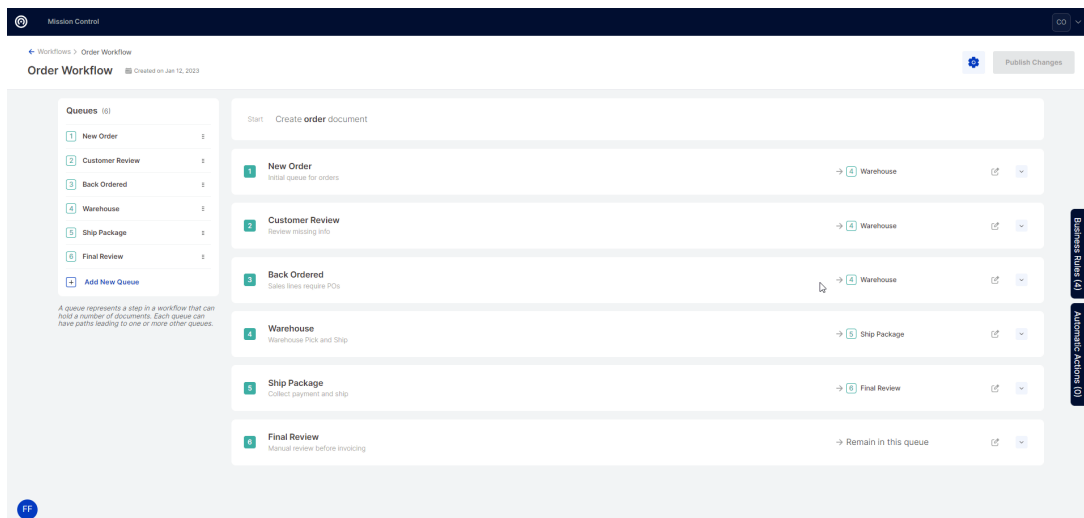 Mission Control
CO
Workflows > Order Workflow
Order Workflow
Created on Jan 12, 2023
Publish Changes
Queues (6)
1 New Order
2 Customer Review
3 Back Ordered
4 Warehouse
5 Ship Package
6 Final Review
+ Add New Queue
A queue represents a step in a workflow that can
hold a number of documents. Each queue can
have paths leading to one or more other queues.
Start Create order document
1 New Order
Initial queue for orders
→ 4 Warehouse
2 Customer Review
Review missing info
→ 4 Warehouse
3 Back Ordered
Sales lines require POs
→ 4 Warehouse
4 Warehouse
Warehouse Pick and Ship
→ 5 Ship Package
5 Ship Package
Collect payment and ship
→ 6 Final Review
6 Final Review
Manual review before invoicing
→ Remain in this queue
Business Rules (4)
Automatic Actions (0)
FF